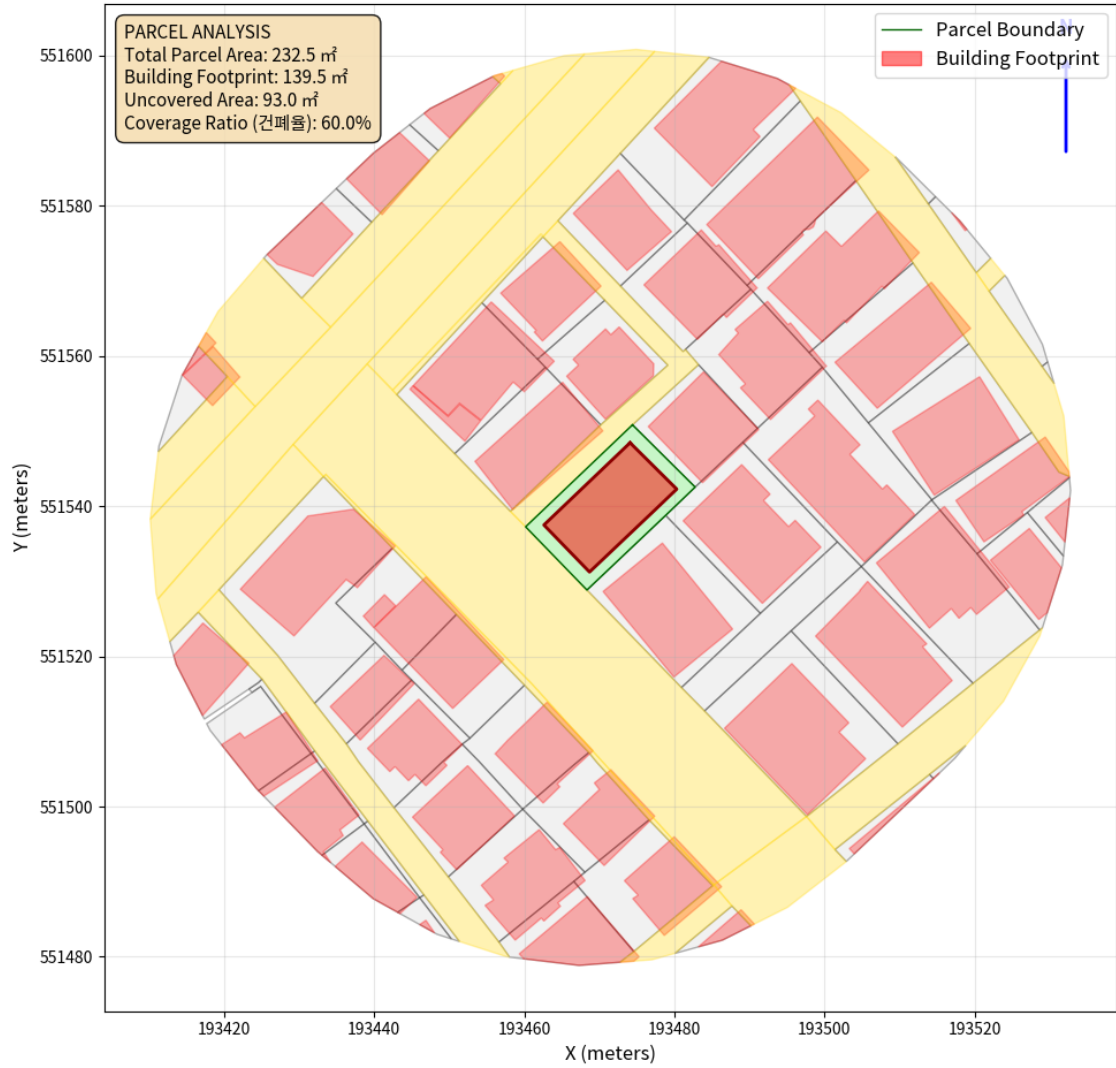 PARCEL ANALYSIS
Total Parcel Area: 232.5 ㎡
Building Footprint: 139.5 ㎡
Uncovered Area: 93.0 ㎡
Coverage Ratio (건폐율): 60.0%
Parcel Boundary
Building Footprint
N
551600
551580
551560
551540
551520
551500
551480
Y (meters)
193420
193440
193460
193480
193500
193520
X (meters)